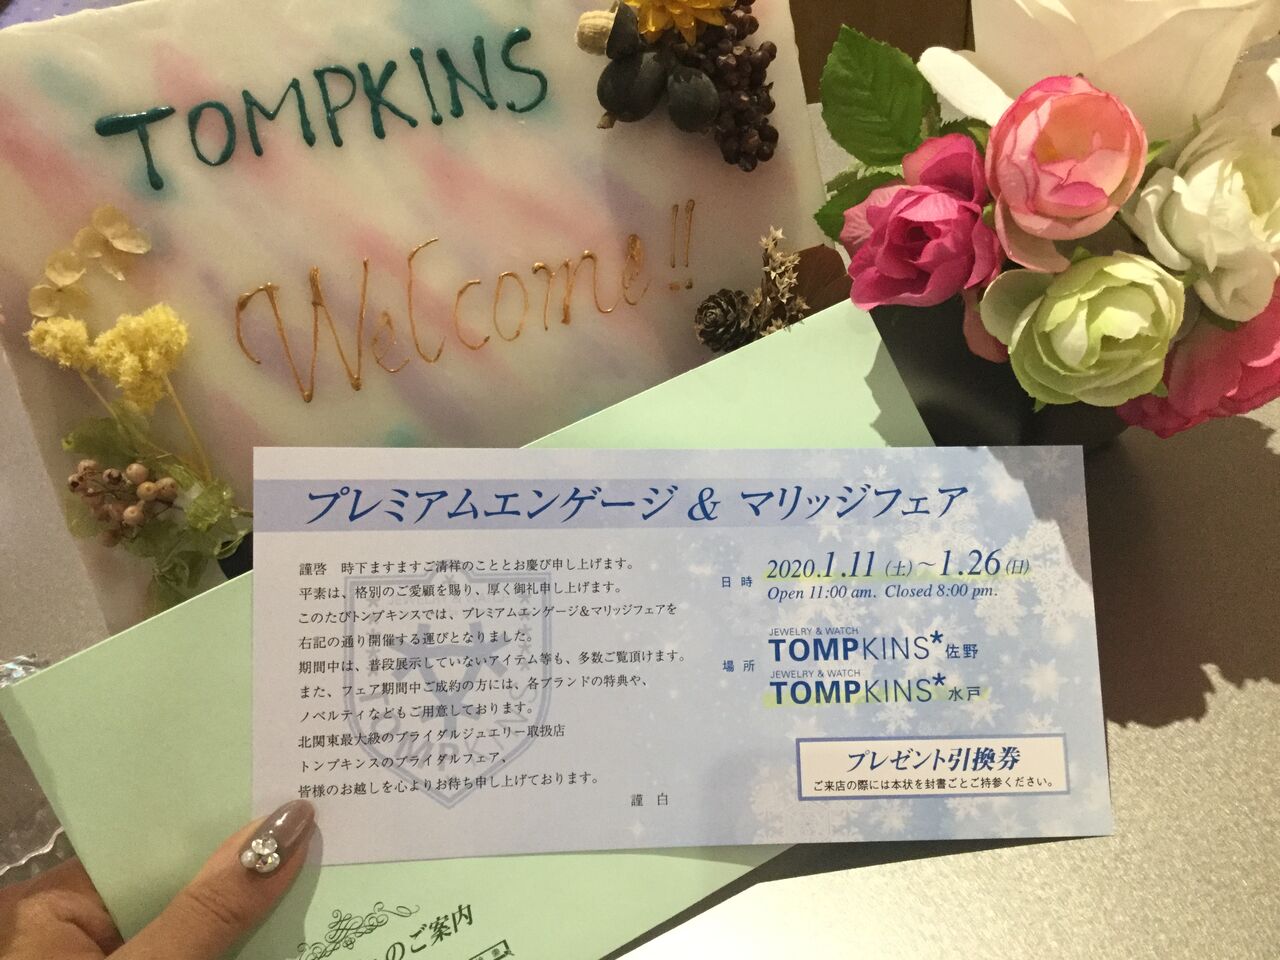 TOMPKINS
Welcome!!
プレミアムエンゲージ & マリッジフェア
謹啓 時下ますますご清祥のこととお慶び申し上げます。
平素は、格別のご愛顧を賜り、厚く御礼申し上げます。
このたびトンプキンスでは、プレミアムエンゲージ&マリッジフェアを
右記の通り開催する運びとなりました。
期間中は、普段展示していないアイテム等も、多数ご覧頂けます。
また、フェア期間中ご成約の方には、各ブランドの特典や、
ノベルティなどもご用意しております。
北関東最大級のブライダルジュエリー取扱店
トンプキンスのブライダルフェア、
皆様のお越しを心よりお待ち申し上げております。
謹 白
日 時 2020.1.11(土)~1.26(日)
Open 11:00 am. Closed 8:00 pm.
場 所
JEWELRY & WATCH
TOMPKINS* 佐野
JEWELRY & WATCH
TOMPKINS* 水戸
プレゼント引換券
ご来店の際には本状を封書ごとご持参ください。
のご案内